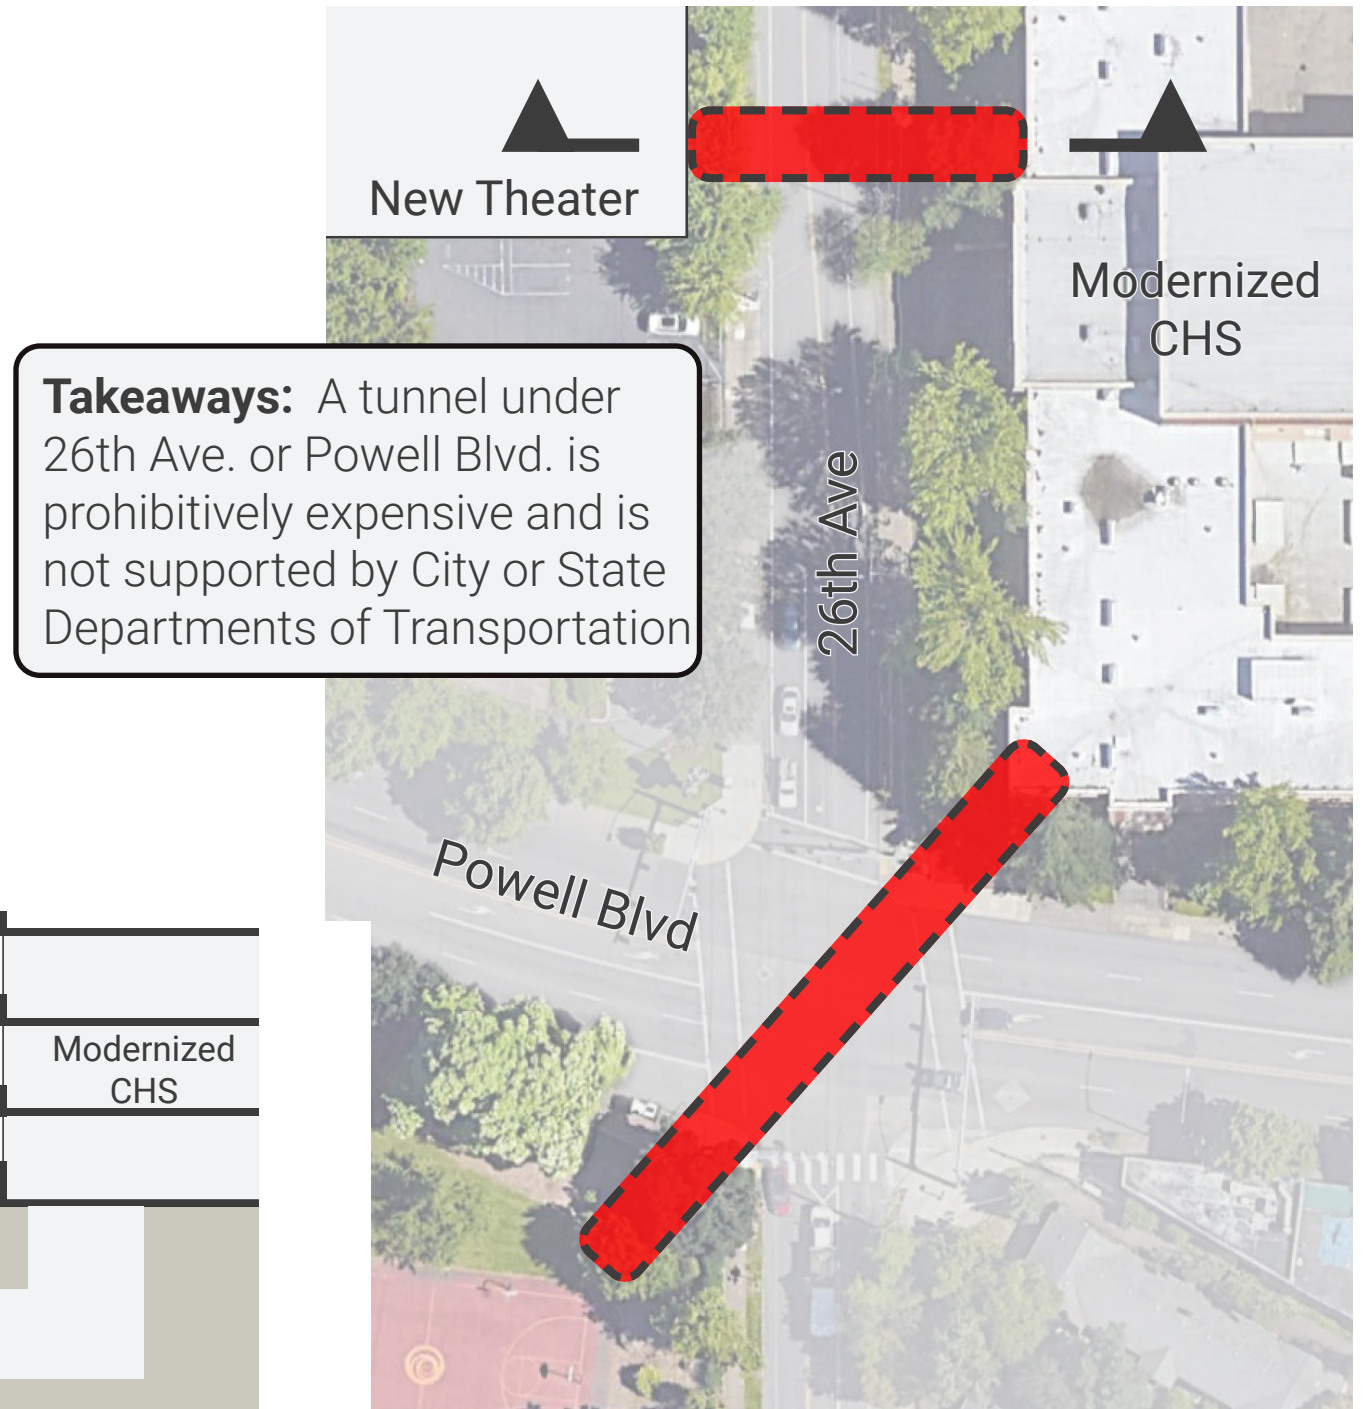 New Theater
Modernized
CHS
Takeaways: A tunnel under
26th Ave. or Powell Blvd. is
prohibitively expensive and is
not supported by City or State
Departments of Transportation
26th Ave
Powell Blvd
Modernized
CHS